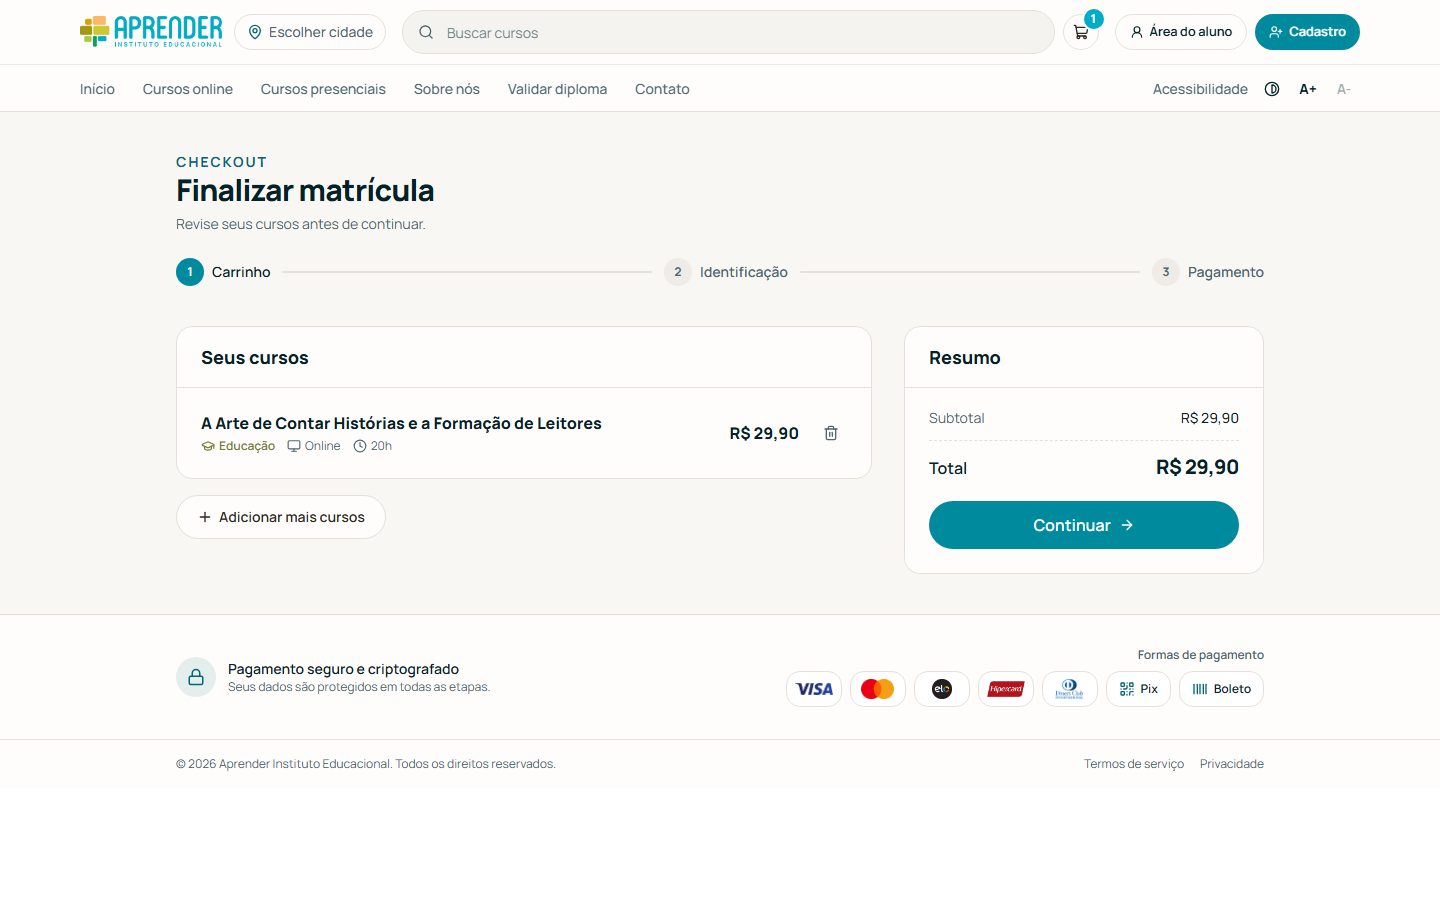 APRENDER
INSTITUTO EDUCACIONAL
Escolher cidade
Buscar cursos
1
Área do aluno
Cadastro
Início
Cursos online
Cursos presenciais
Sobre nós
Validar diploma
Contato
Acessibilidade
A+
A-
CHECKOUT
Finalizar matrícula
Revise seus cursos antes de continuar.
1 Carrinho
2 Identificação
3 Pagamento
Seus cursos
A Arte de Contar Histórias e a Formação de Leitores
Educação
Online
20h
R$ 29,90
Adicionar mais cursos
Resumo
Subtotal R$ 29,90
Total R$ 29,90
Continuar
Pagamento seguro e criptografado
Seus dados são protegidos em todas as etapas.
Formas de pagamento
VISA
elo
Hipercard
Diners Club
Pix
Boleto
© 2026 Aprender Instituto Educacional. Todos os direitos reservados.
Termos de serviço
Privacidade